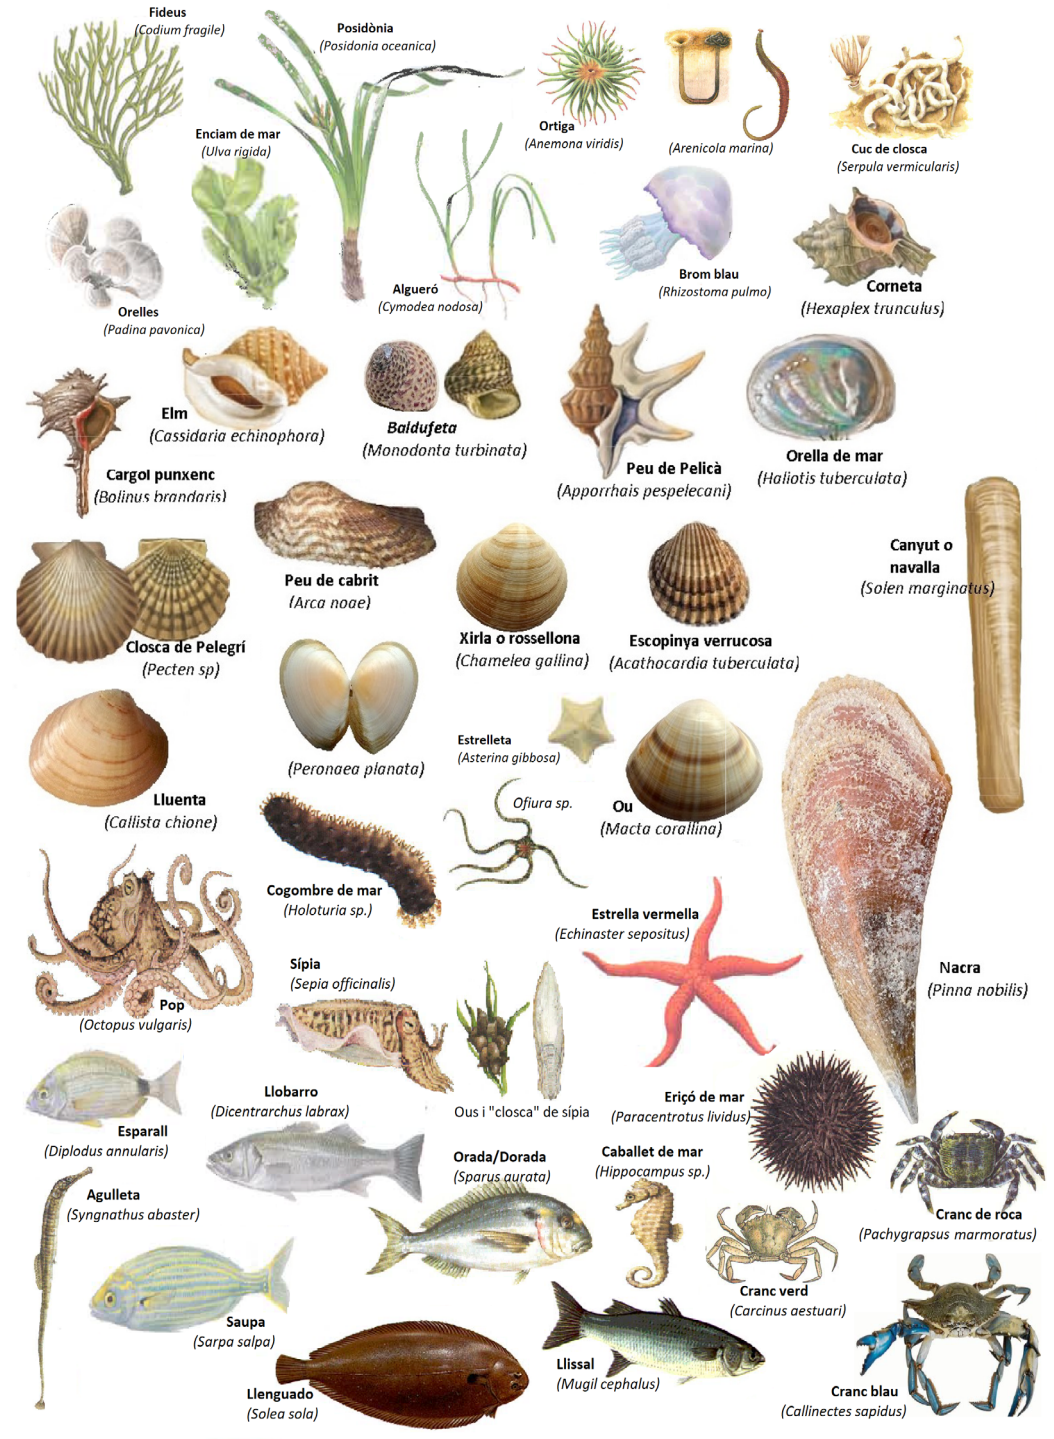 Fideus
(Codium fragile)
Posidònia
(Posidonia oceanica)
Ortiga
(Anemona viridis)
(Arenicola marina)
Cuc de closca
(Serpula vermicularis)
Enciam de mar
(Ulva rigida)
Orelles
(Padina pavonica)
Algueró
(Cymodea nodosa)
Brom blau
(Rhizostoma pulmo)
Corneta
(Hexaplex trunculus)
Elm
(Cassidaria echinophora)
Baldufeta
(Monodonta turbinata)
Cargol punxenc
(Bolinus brandaris)
Peu de Pelicà
(Apporrhais pespelecani)
Orella de mar
(Haliotis tuberculata)
Canyut o
navalla
(Solen marginatus)
Peu de cabrit
(Arca noae)
Closca de Pelegrí
(Pecten sp)
Xirla o rossellona
(Chamelea gallina)
Escopinya verrucosa
(Acathocardia tuberculata)
(Peronaea planata)
Estrelleta
(Asterina gibbosa)
Lluenta
(Callista chione)
Ofiura sp.
Ou
(Macta corallina)
Cogombre de mar
(Holoturia sp.)
Estrella vermella
(Echinaster sepositus)
Nacra
(Pinna nobilis)
Pop
(Octopus vulgaris)
Sípia
(Sepia officinalis)
Ous i "closca" de sípia
Eriçó de mar
(Paracentrotus lividus)
Esparall
(Diplodus annularis)
Llobarro
(Dicentrarchus labrax)
Orada/Dorada
(Sparus aurata)
Caballet de mar
(Hippocampus sp.)
Cranc de roca
(Pachygrapsus marmoratus)
Agulleta
(Syngnathus abaster)
Cranc verd
(Carcinus aestuari)
Saupa
(Sarpa salpa)
Llenguado
(Solea sola)
Llissal
(Mugil cephalus)
Cranc blau
(Callinectes sapidus)